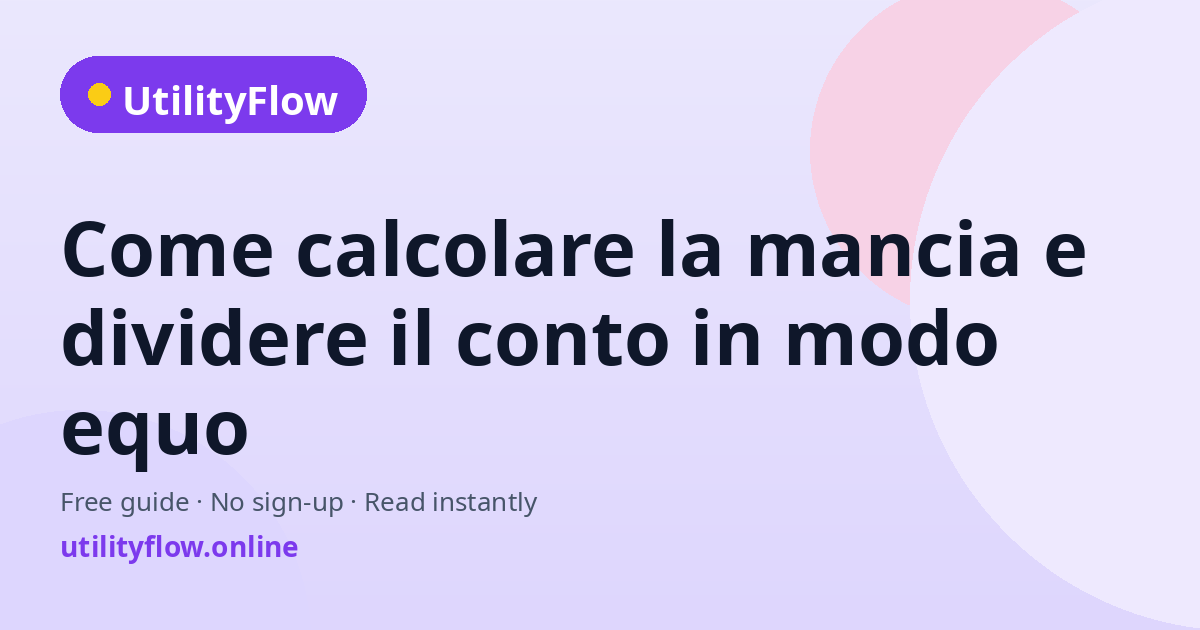 UtilityFlow
Come calcolare la mancia e
dividere il conto in modo
equo
Free guide · No sign-up · Read instantly
utilityflow.online